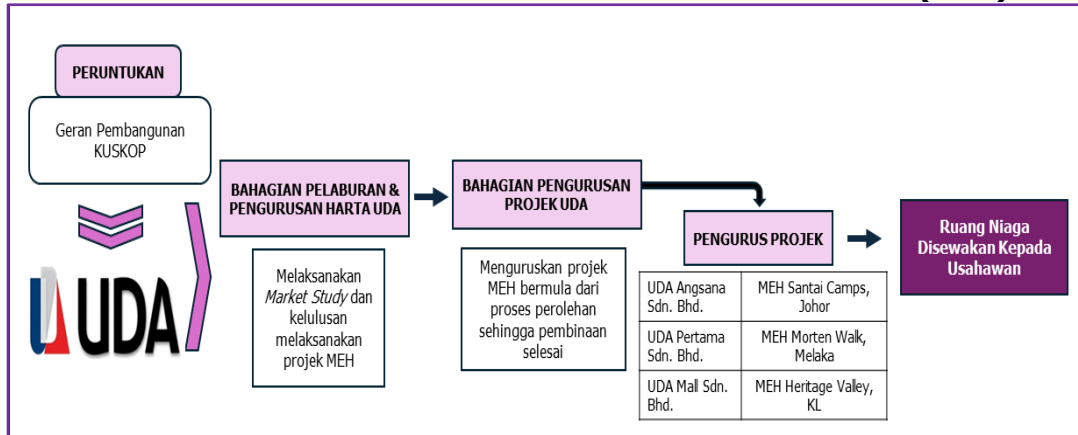 PERUNTUKAN
Geran Pembangunan
KUSKOP
UDA
BAHAGIAN PELABURAN &
PENGURUSAN HARTA UDA
Melaksanakan
Market Study dan
kelulusan
melaksanakan
projek MEH
BAHAGIAN PENGURUSAN
PROJEK UDA
Menguruskan projek
MEH bermula dari
proses perolehan
sehingga pembinaan
selesai
PENGURUS PROJEK
UDA Angsana
Sdn. Bhd.
MEH Santai Camps,
Johor
UDA Pertama
Sdn. Bhd.
MEH Morten Walk,
Melaka
UDA Mall Sdn.
Bhd.
MEH Heritage Valley,
KL
Ruang Niaga
Disewakan Kepada
Usahawan